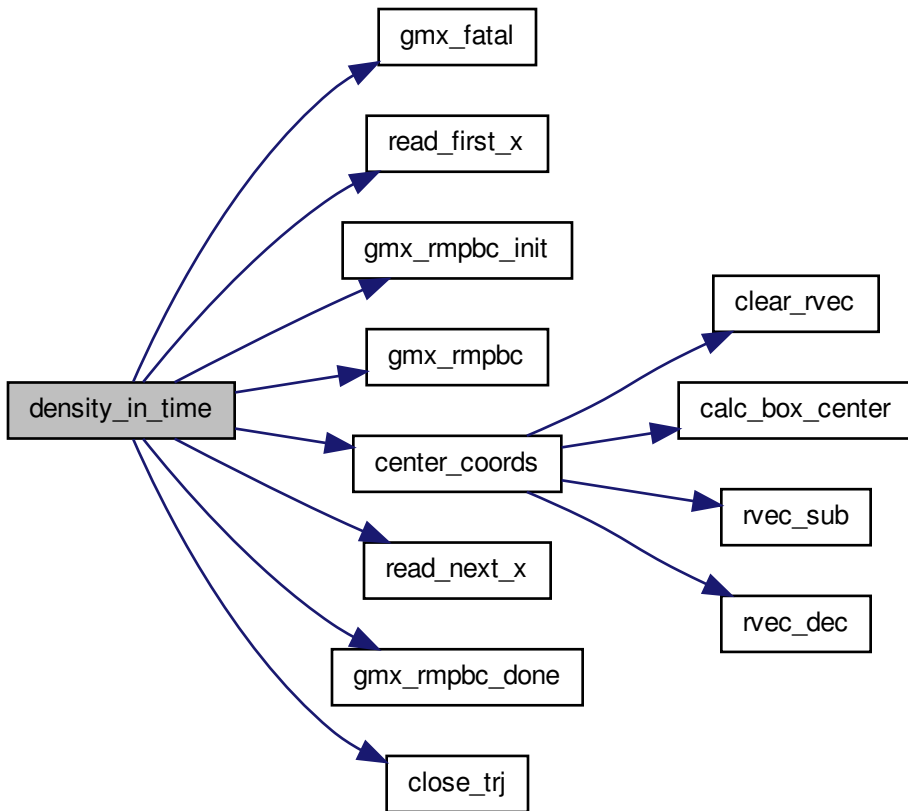 gmx_fatal
read_first_x
gmx_rmpbc_init
clear_rvec
gmx_rmpbc
calc_box_center
density_in_time
center_coords
rvec_sub
read_next_x
rvec_dec
gmx_rmpbc_done
close_trj